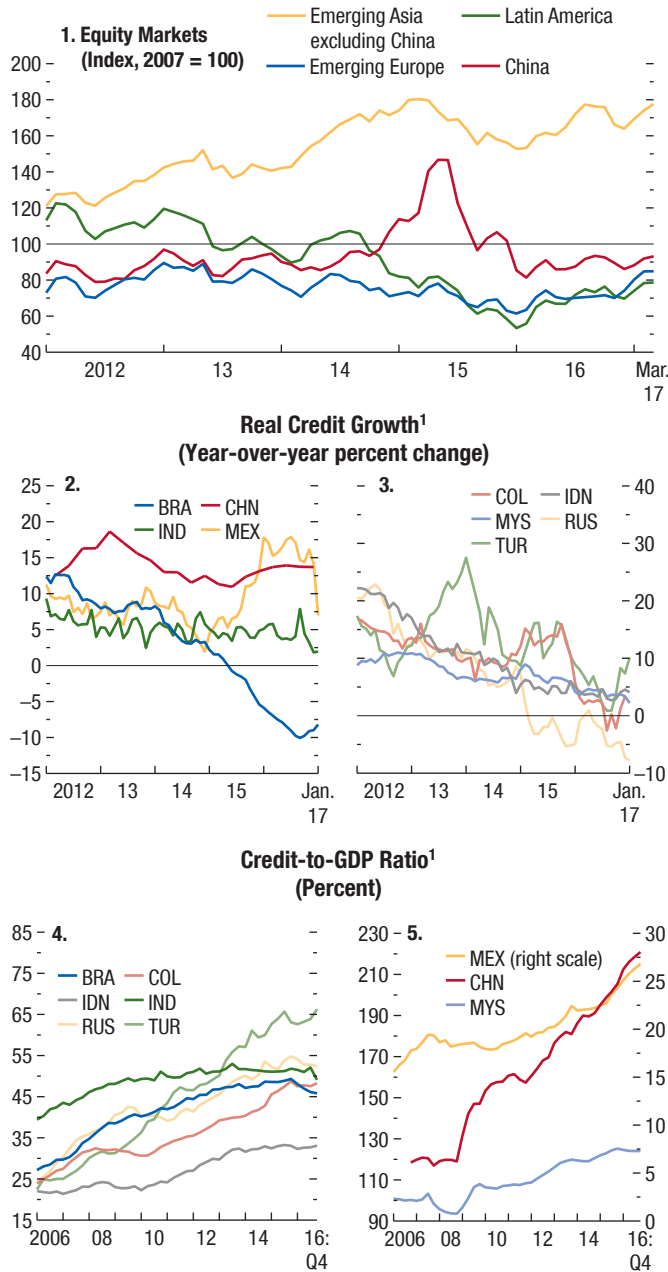 1. Equity Markets
(Index, 2007 = 100)
Emerging Asia
excluding China
Latin America
Emerging Europe
China
200
180
160
140
120
100
80
60
40
2012 13 14 15 16 Mar.
17
Real Credit Growth1
(Year-over-year percent change)
2.
BRA CHN
IND MEX
25
20
15
10
5
0
–5
–10
–15
2012 13 14 15 Jan.
17
3.
COL IDN
MYS RUS
TUR
40
30
20
10
0
–10
2012 13 14 15 Jan.
17
Credit-to-GDP Ratio1
(Percent)
4.
BRA COL
IDN IND
RUS TUR
85
75
65
55
45
35
25
15
2006 08 10 12 14 16:
Q4
5.
MEX (right scale)
CHN
MYS
230
210
190
170
150
130
110
90
30
25
20
15
10
5
0
2006 08 10 12 14 16:
Q4